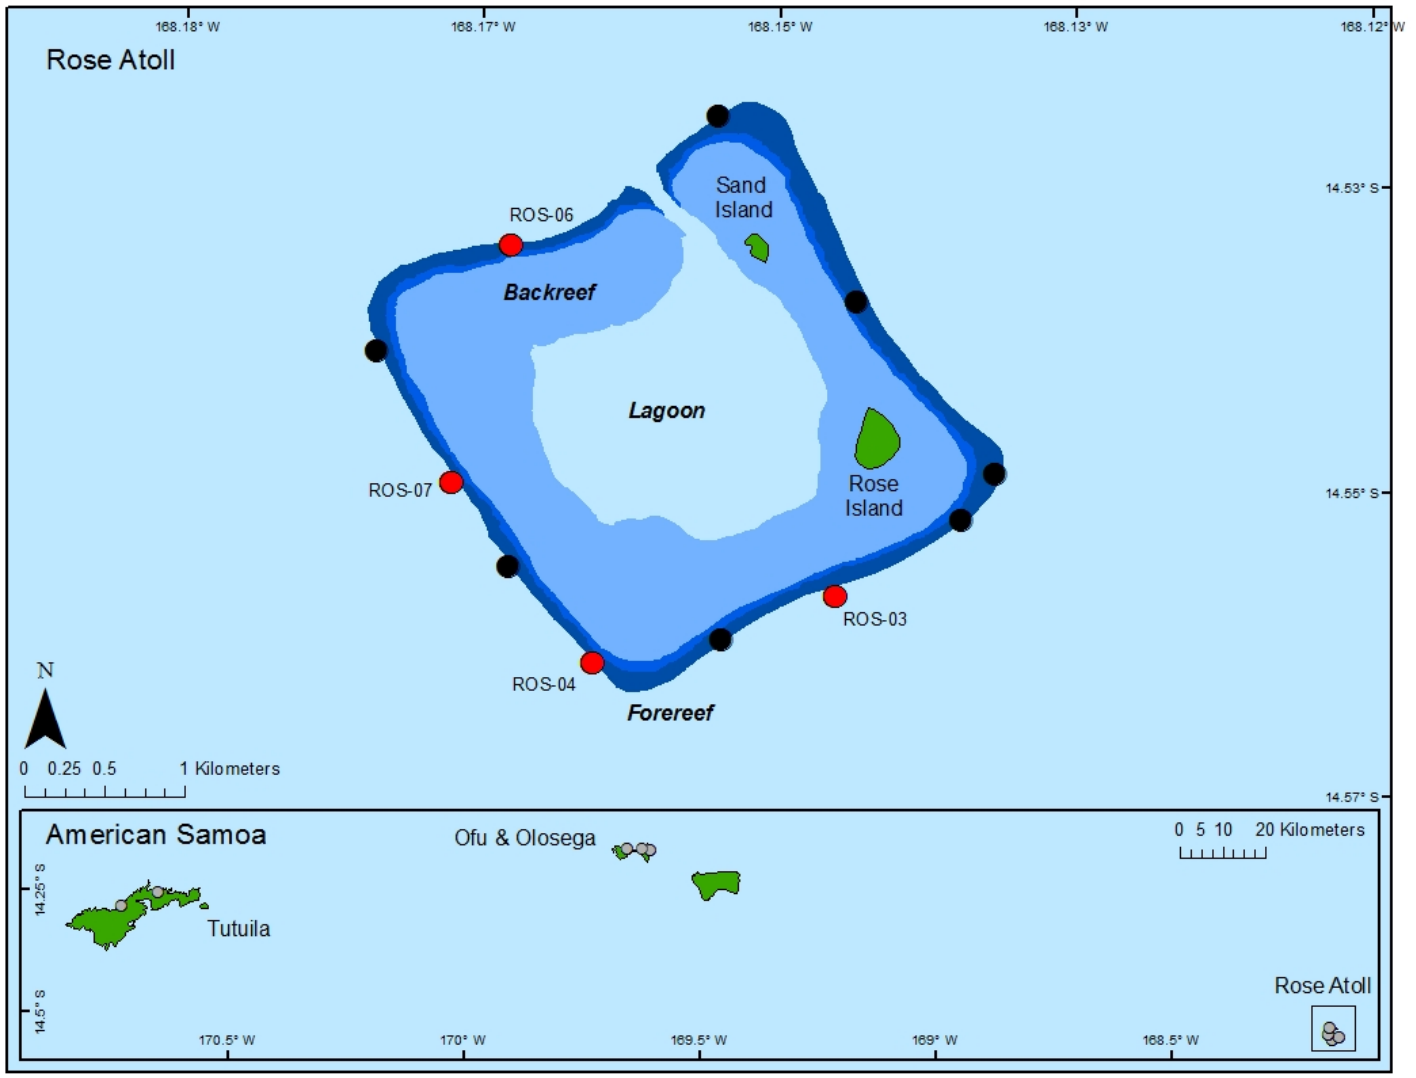 168.18° W
168.17° W
168.15° W
168.13° W
168.12° W
Rose Atoll
14.53° S
Sand
Island
ROS-06
Backreef
Lagoon
Rose
Island
ROS-07
14.55° S
ROS-03
ROS-04
Forereef
N
0 0.25 0.5 1 Kilometers
14.57° S
American Samoa
Ofu & Olosega
0 5 10 20 Kilometers
14.25° S
Tutuila
Rose Atoll
14.5° S
170.5° W
170° W
169.5° W
169° W
168.5° W